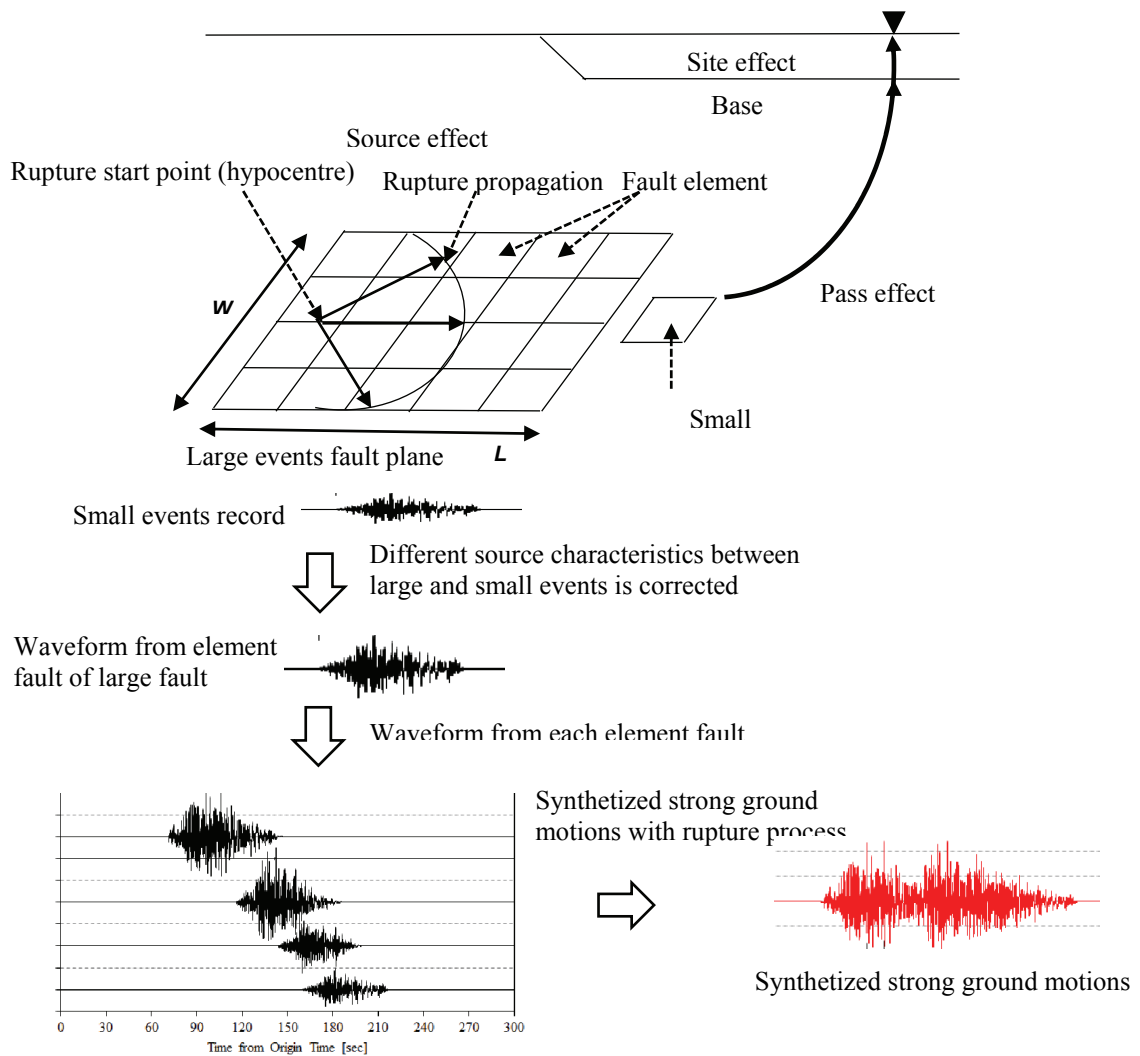 Site effect
Base
Source effect
Rupture start point (hypocentre)
Rupture propagation
Fault element
W
Pass effect
Small
L
Large events fault plane
Small events record
Different source characteristics between
large and small events is corrected
Waveform from element
fault of large fault
Waveform from each element fault
Synthetized strong ground
motions with rupture process
Synthetized strong ground motions
0 30 60 90 120 150 180 210 240 270 300
Time from Origin Time [sec]